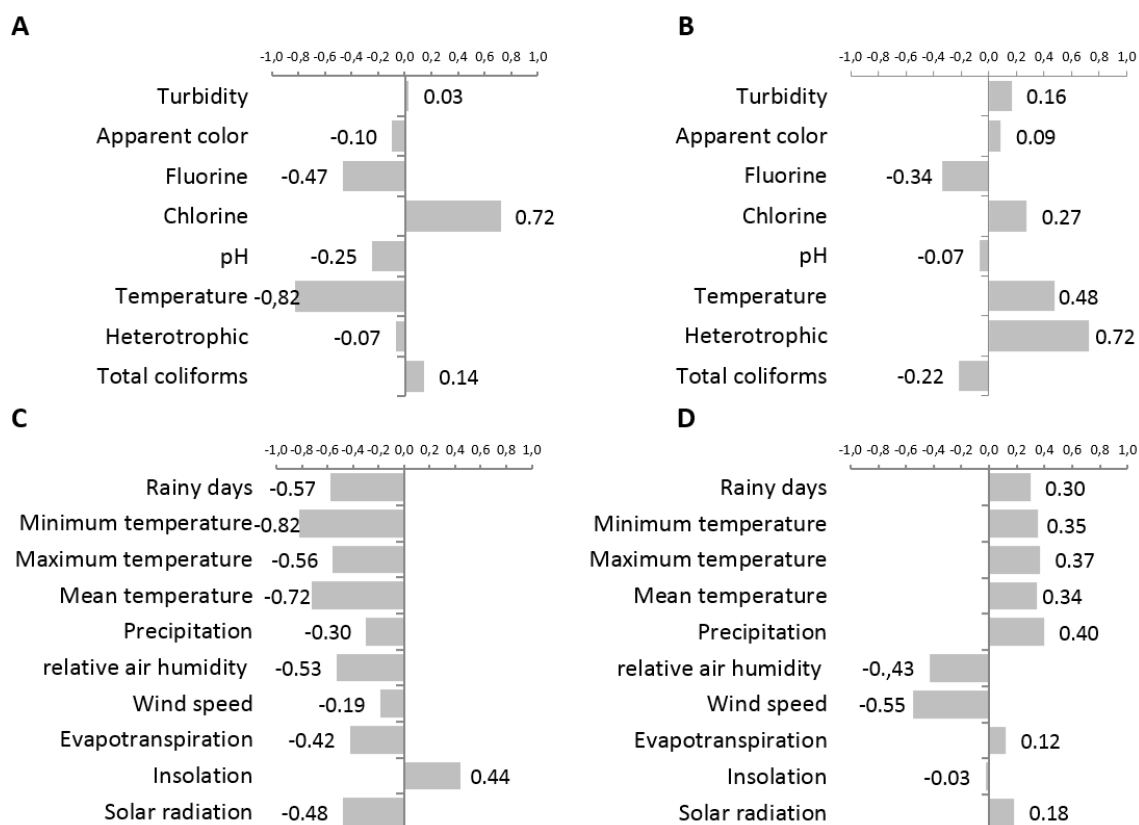 A
-1,0 -0,8 -0,6 -0,4 -0,2 0,0 0,2 0,4 0,6 0,8 1,0
Turbidity 0.03
Apparent color -0.10
Fluorine -0.47
Chlorine 0.72
pH -0.25
Temperature -0,82
Heterotrophic -0.07
Total coliforms 0.14
B
-1,0 -0,8 -0,6 -0,4 -0,2 0,0 0,2 0,4 0,6 0,8 1,0
Turbidity 0.16
Apparent color 0.09
Fluorine -0.34
Chlorine 0.27
pH -0.07
Temperature 0.48
Heterotrophic 0.72
Total coliforms -0.22
C
-1,0 -0,8 -0,6 -0,4 -0,2 0,0 0,2 0,4 0,6 0,8 1,0
Rainy days -0.57
Minimum temperature -0.82
Maximum temperature -0.56
Mean temperature -0.72
Precipitation -0.30
relative air humidity -0.53
Wind speed -0.19
Evapotranspiration -0.42
Insolation 0.44
Solar radiation -0.48
D
-1,0 -0,8 -0,6 -0,4 -0,2 0,0 0,2 0,4 0,6 0,8 1,0
Rainy days 0.30
Minimum temperature 0.35
Maximum temperature 0.37
Mean temperature 0.34
Precipitation 0.40
relative air humidity -0.,43
Wind speed -0.55
Evapotranspiration 0.12
Insolation -0.03
Solar radiation 0.18